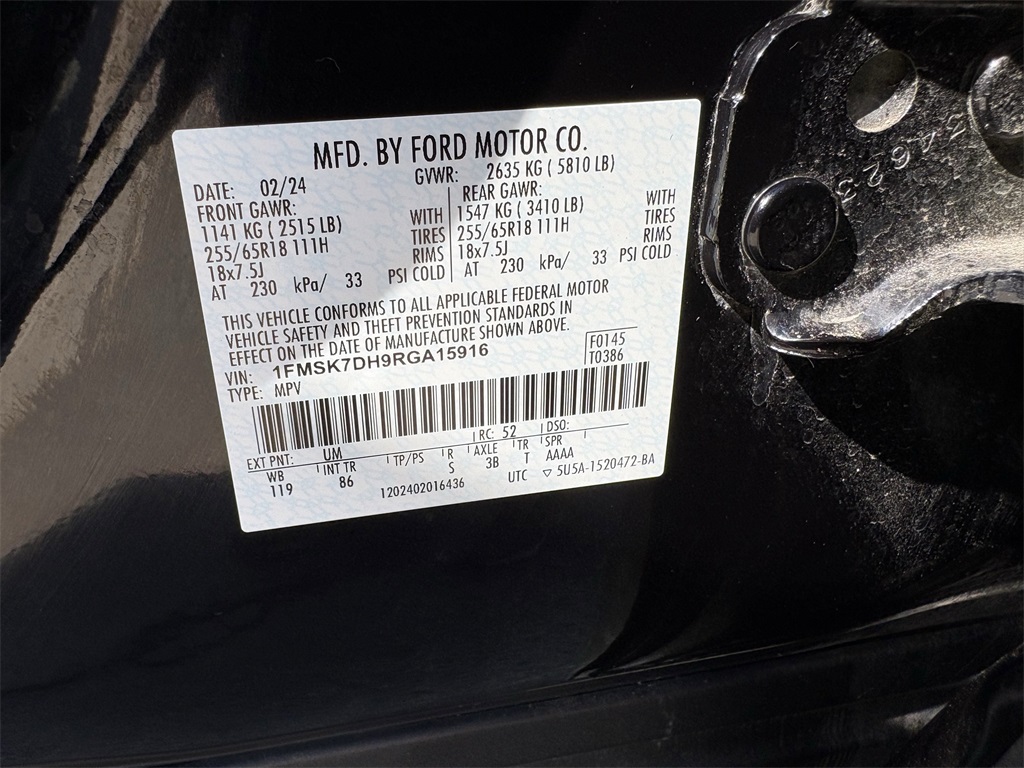 MFD. BY FORD MOTOR CO.
DATE: 02/24 GVWR: 2635 KG ( 5810 LB)
FRONT GAWR: REAR GAWR:
1141 KG ( 2515 LB) WITH 1547 KG ( 3410 LB) WITH
255/65R18 111H TIRES 255/65R18 111H TIRES
18x7.5J RIMS 18x7.5J RIMS
AT 230 kPa/ 33 PSI COLD AT 230 kPa/ 33 PSI COLD
THIS VEHICLE CONFORMS TO ALL APPLICABLE FEDERAL MOTOR
VEHICLE SAFETY AND THEFT PREVENTION STANDARDS IN
EFFECT ON THE DATE OF MANUFACTURE SHOWN ABOVE.
VIN: 1FMSK7DH9RGA15916 F0145
TYPE: MPV T0386
EXT PNT: UM RC: 52 DSO:
WB INT TR TP/PS R AXLE TR SPR
119 86 S 3B T AAAA
1202402016436 UTC ▽ 5U5A-1520472-BA